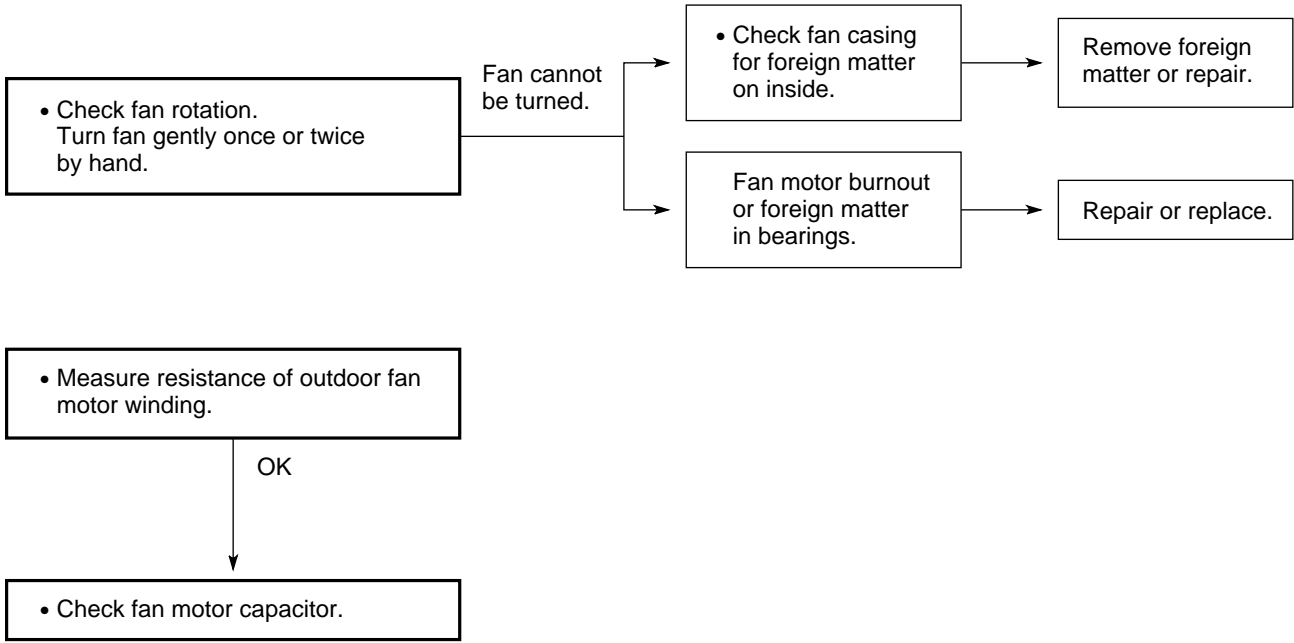 • Check fan rotation.
Turn fan gently once or twice
by hand.
Fan cannot
be turned.
• Check fan casing
for foreign matter
on inside.
Remove foreign
matter or repair.
Fan motor burnout
or foreign matter
in bearings.
Repair or replace.
• Measure resistance of outdoor fan
motor winding.
OK
• Check fan motor capacitor.